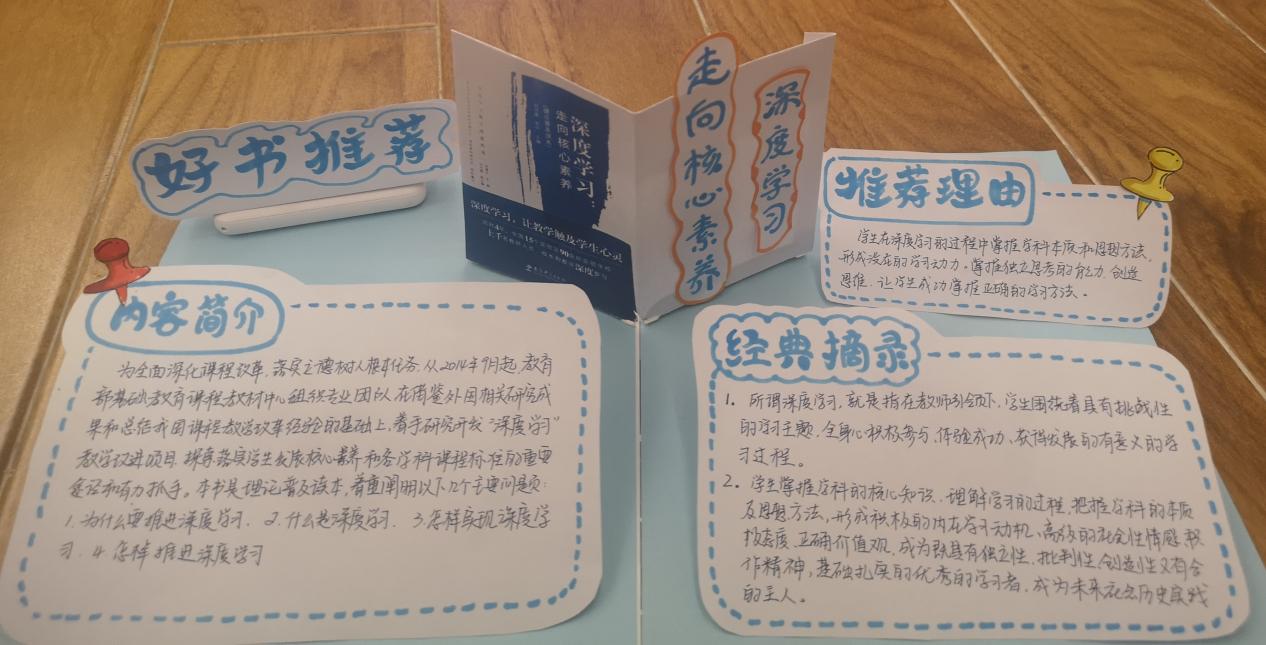 好书推荐
深度学习：
走向核心素养
深度学习，让教学触及学生心灵
走向核心素养
深度学习
推荐理由
学生在深度学习的过程中掌握学科本质和思想方法，
形成潜在的学习动力。掌握独立思考的能力，创造
思维，让学生成功掌握正确的学习方法。
内容简介
为全面深化课程改革，落实立德树人根本任务，从2014年9月起，教育
部基础教育课程教材中心组织专业团队，在借鉴外国相关研究成
果和总结我国课程教学改革经验的基础上，着手研究开发“深度学习”
教学改进项目，探索落实学生发展核心素养和各学科课程标准的重要
途径和有力抓手。本书是理论普及读本，着重阐明以下几个主要问题：
1.为什么要推进深度学习. 2.什么是深度学习. 3.怎样实现深度学
习. 4.怎样推进深度学习
经典摘录
1. 所谓深度学习，就是指在教师引领下，学生围绕着具有挑战性
的学习主题，全身心积极参与、体验成功、获得发展的有意义的学
习过程。
2. 学生掌握学科的核心知识、理解学习的过程，把握学科的本质
及思想方法，形成积极的内在学习动机、高级的社会性情感、积
极态度、正确价值观，成为既具有独立性、批判性、创造性又有合
作精神，基础扎实的优秀的学习者，成为未来社会历史实践
的主人。